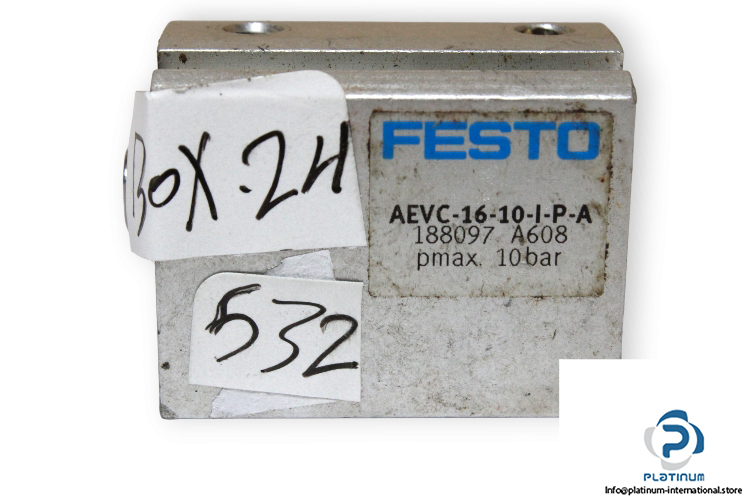 BOX.24
532
FESTO
AEVC-16-10-I-P-A
188097 A608
pmax. 10bar
PLATINUM
Info@platinum-international.store